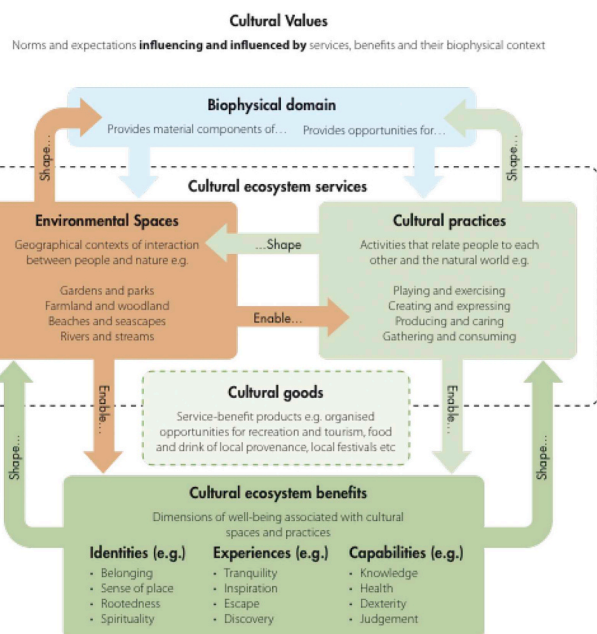 Cultural Values
Norms and expectations influencing and influenced by services, benefits and their biophysical context
Biophysical domain
Provides material components of...
Provides opportunities for...
Shape...
Shape...
Cultural ecosystem services
Environmental Spaces
Geographical contexts of interaction
between people and nature e.g.
Gardens and parks
Farmland and woodland
Beaches and seascapes
Rivers and streams
...Shape
Enable...
Cultural practices
Activities that relate people to each
other and the natural world e.g.
Playing and exercising
Creating and expressing
Producing and caring
Gathering and consuming
Shape...
Enable...
Cultural goods
Service-benefit products e.g. organised
opportunities for recreation and tourism, food
and drink of local provenance, local festivals etc
Enable...
Shape...
Cultural ecosystem benefits
Dimensions of well-being associated with cultural
spaces and practices
Identities (e.g.)
• Belonging
• Sense of place
• Rootedness
• Spirituality
Experiences (e.g.)
• Tranquility
• Inspiration
• Escape
• Discovery
Capabilities (e.g.)
• Knowledge
• Health
• Dexterity
• Judgement